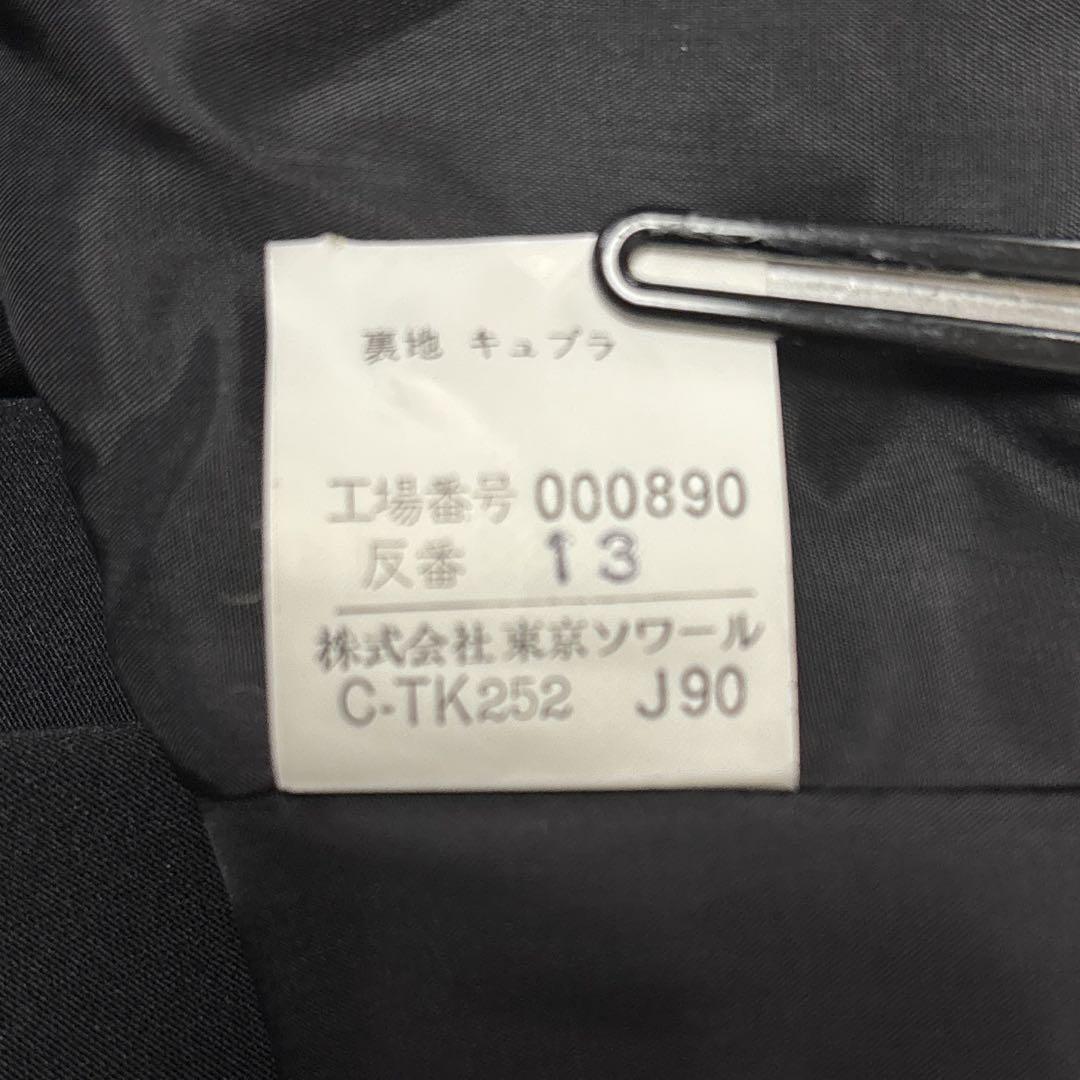 裏地 キュプラ
工場番号 000890
反番 13
株式会社 東京ソワール
C-TK252 J90